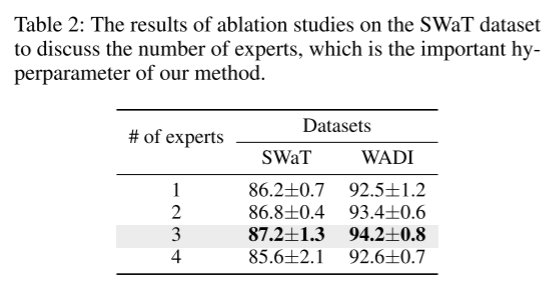 Table 2: The results of ablation studies on the SWaT dataset
to discuss the number of experts, which is the important hy-
perparameter of our method.
# of experts Datasets
SWaT WADI
1 86.2±0.7 92.5±1.2
2 86.8±0.4 93.4±0.6
3 87.2±1.3 94.2±0.8
4 85.6±2.1 92.6±0.7